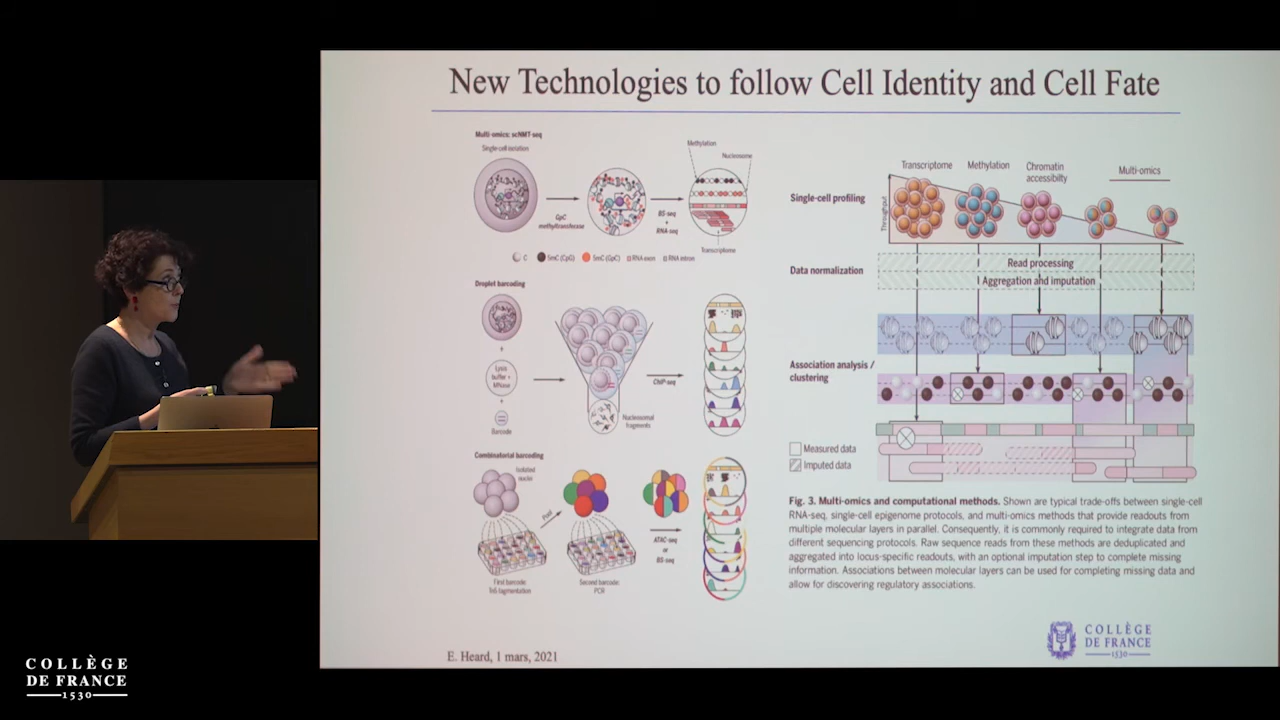 New Technologies to follow Cell Identity and Cell Fate
Multi-omics: scNMT-seq
Single-cell isolation
GpC
methyltransferase
BS-seq
+
RNA-seq
Methylation
Nucleosome
Transcriptome
C
5mC (CpG)
5mC (GpC)
RNA exon
RNA intron
Droplet barcoding
+
Lysis
buffer +
MNase
+
Barcode
Nucleosomal
fragments
ChIP-seq
Combinatorial barcoding
Isolated
nuclei
Pool
ATAC-seq
or
BS-seq
First barcode:
Tn5 tagmentation
Second barcode:
PCR
Transcriptome
Methylation
Chromatin
accessibilty
Multi-omics
Single-cell profiling
Throughput
Data normalization
Read processing
Aggregation and imputation
Association analysis /
clustering
Measured data
Imputed data
Fig. 3. Multi-omics and computational methods. Shown are typical trade-offs between single-cell
RNA-seq, single-cell epigenome protocols, and multi-omics methods that provide readouts from
multiple molecular layers in parallel. Consequently, it is commonly required to integrate data from
different sequencing protocols. Raw sequence reads from these methods are deduplicated and
aggregated into locus-specific readouts, with an optional imputation step to complete missing
information. Associations between molecular layers can be used for completing missing data and
allow for discovering regulatory associations.
E. Heard, 1 mars, 2021
COLLÈGE
DE FRANCE
1530
COLLÈGE
DE FRANCE
1530